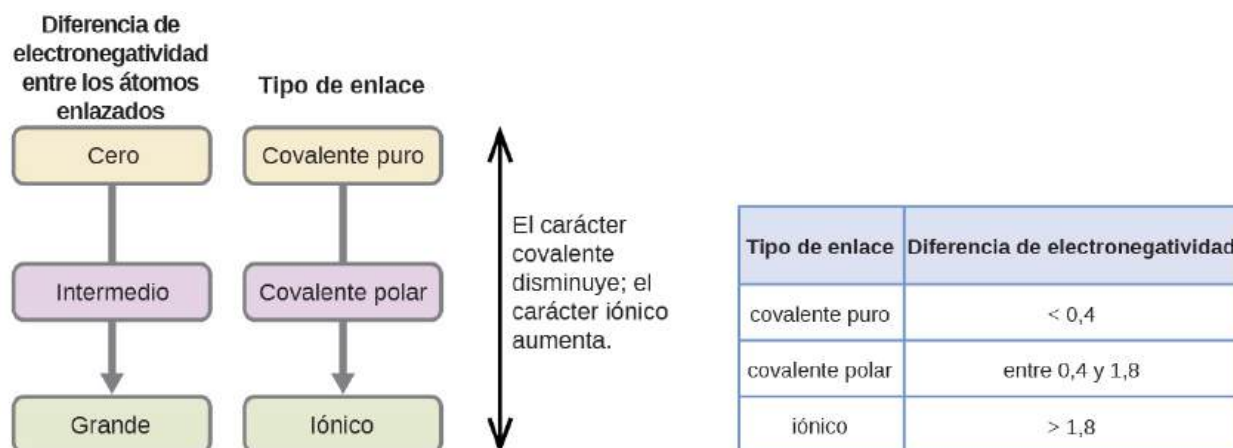 Diferencia de
electronegatividad
entre los átomos
enlazados
Tipo de enlace
Cero
Covalente puro
Intermedio
Covalente polar
Grande
Iónico
El carácter
covalente
disminuye; el
carácter iónico
aumenta.
Tipo de enlace Diferencia de electronegatividad
covalente puro < 0,4
covalente polar entre 0,4 y 1,8
iónico > 1,8